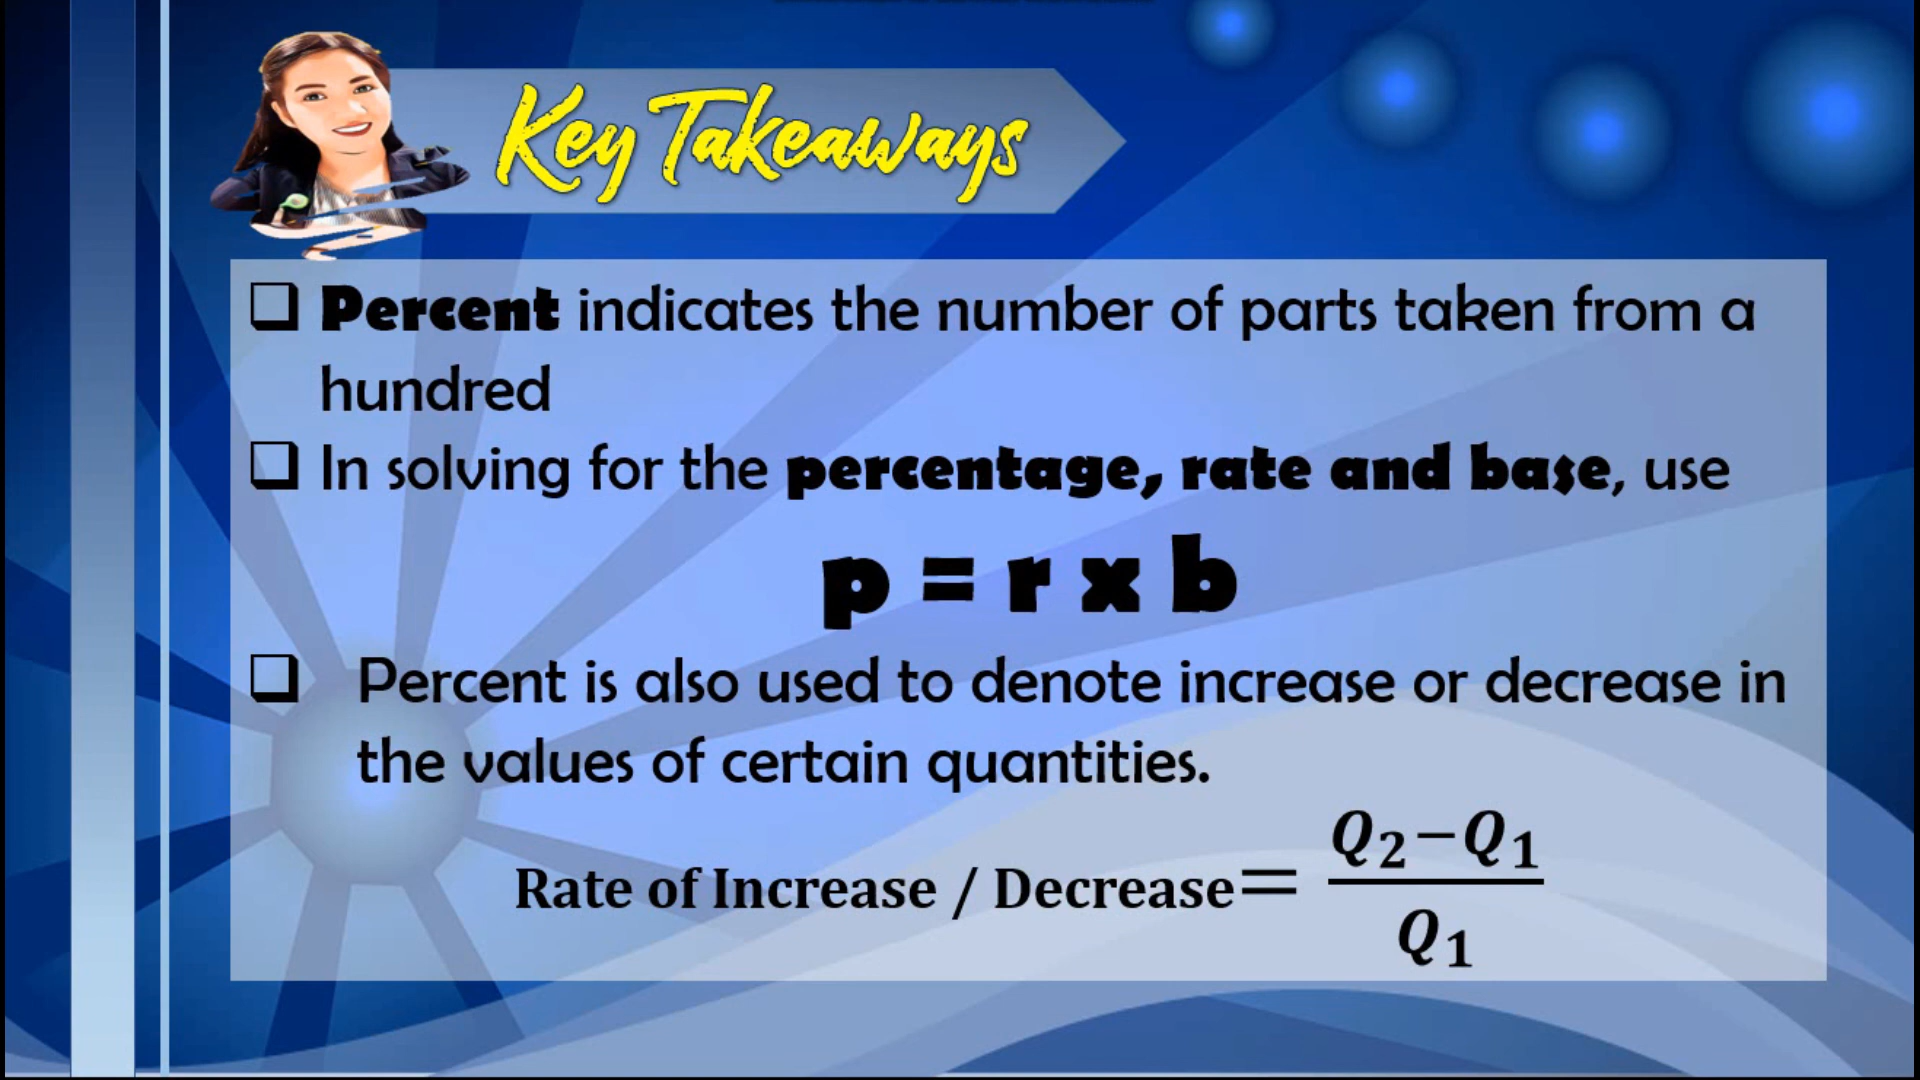 Key Takeaways
❑ Percent indicates the number of parts taken from a
hundred
❑ In solving for the percentage, rate and base, use
p = r x b
❑ Percent is also used to denote increase or decrease in
the values of certain quantities.
Rate of Increase / Decrease = (Q₂−Q₁)/Q₁